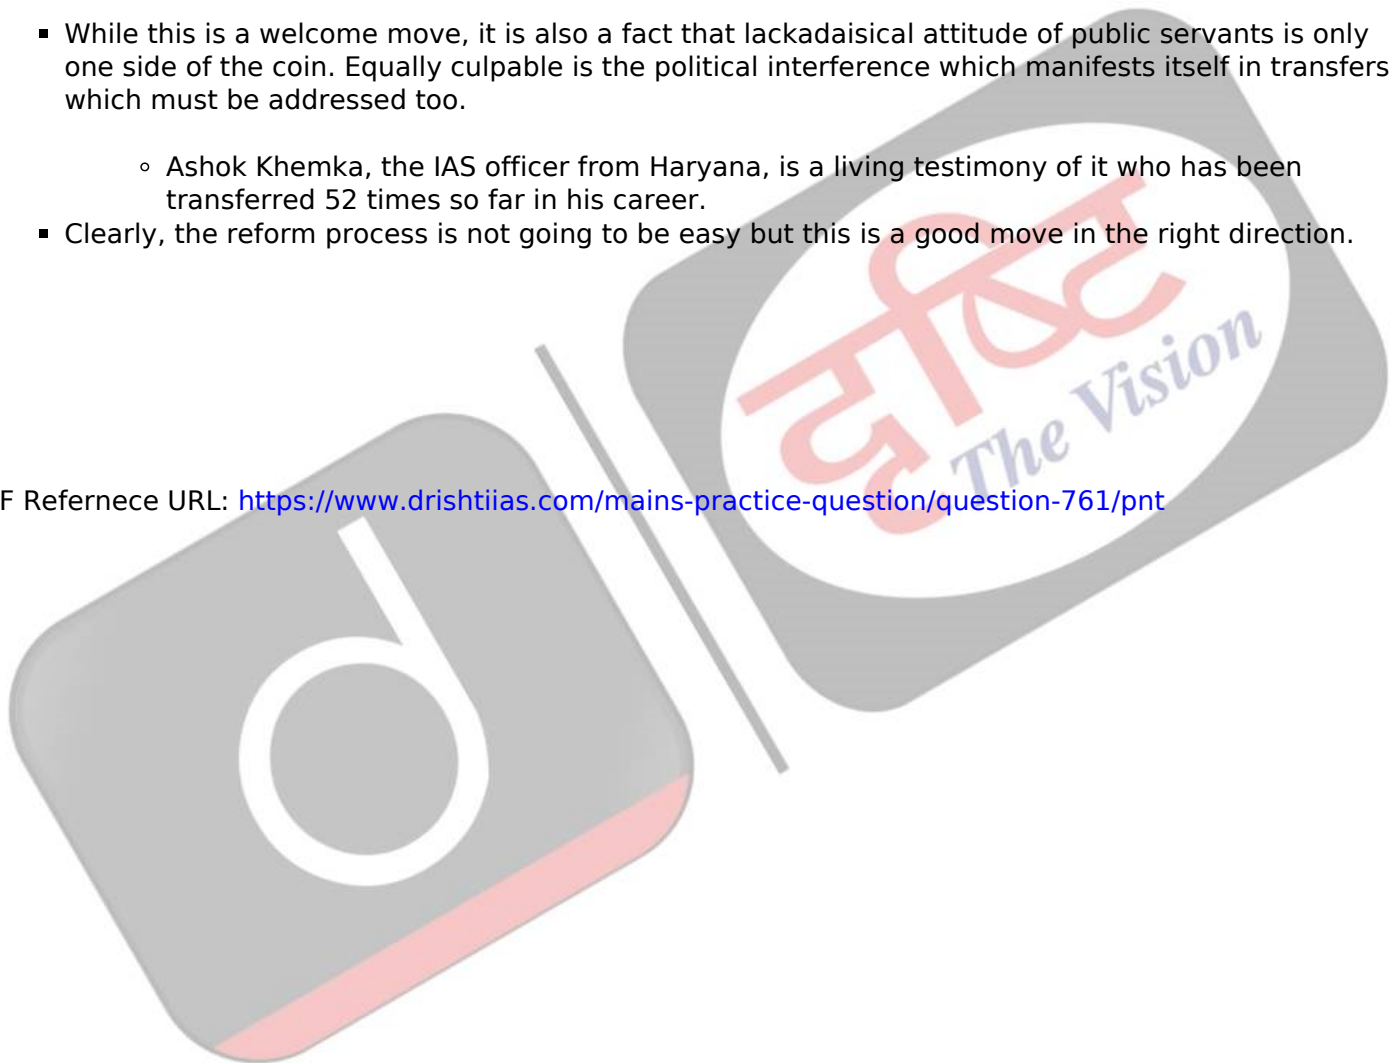 While this is a welcome move, it is also a fact that lackadaisical attitude of public servants is only
one side of the coin. Equally culpable is the political interference which manifests itself in transfers
which must be addressed too.
Ashok Khemka, the IAS officer from Haryana, is a living testimony of it who has been
transferred 52 times so far in his career.
Clearly, the reform process is not going to be easy but this is a good move in the right direction.
दृष्टि
The Vision
F Refernece URL: https://www.drishtiias.com/mains-practice-question/question-761/pnt
d